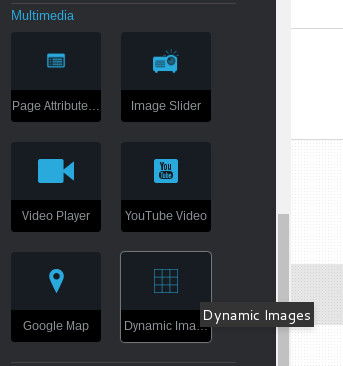 Multimedia
Page Attribute...
Image Slider
Video Player
You
Tube
YouTube Video
Google Map
Dynamic Ima...
Dynamic Images